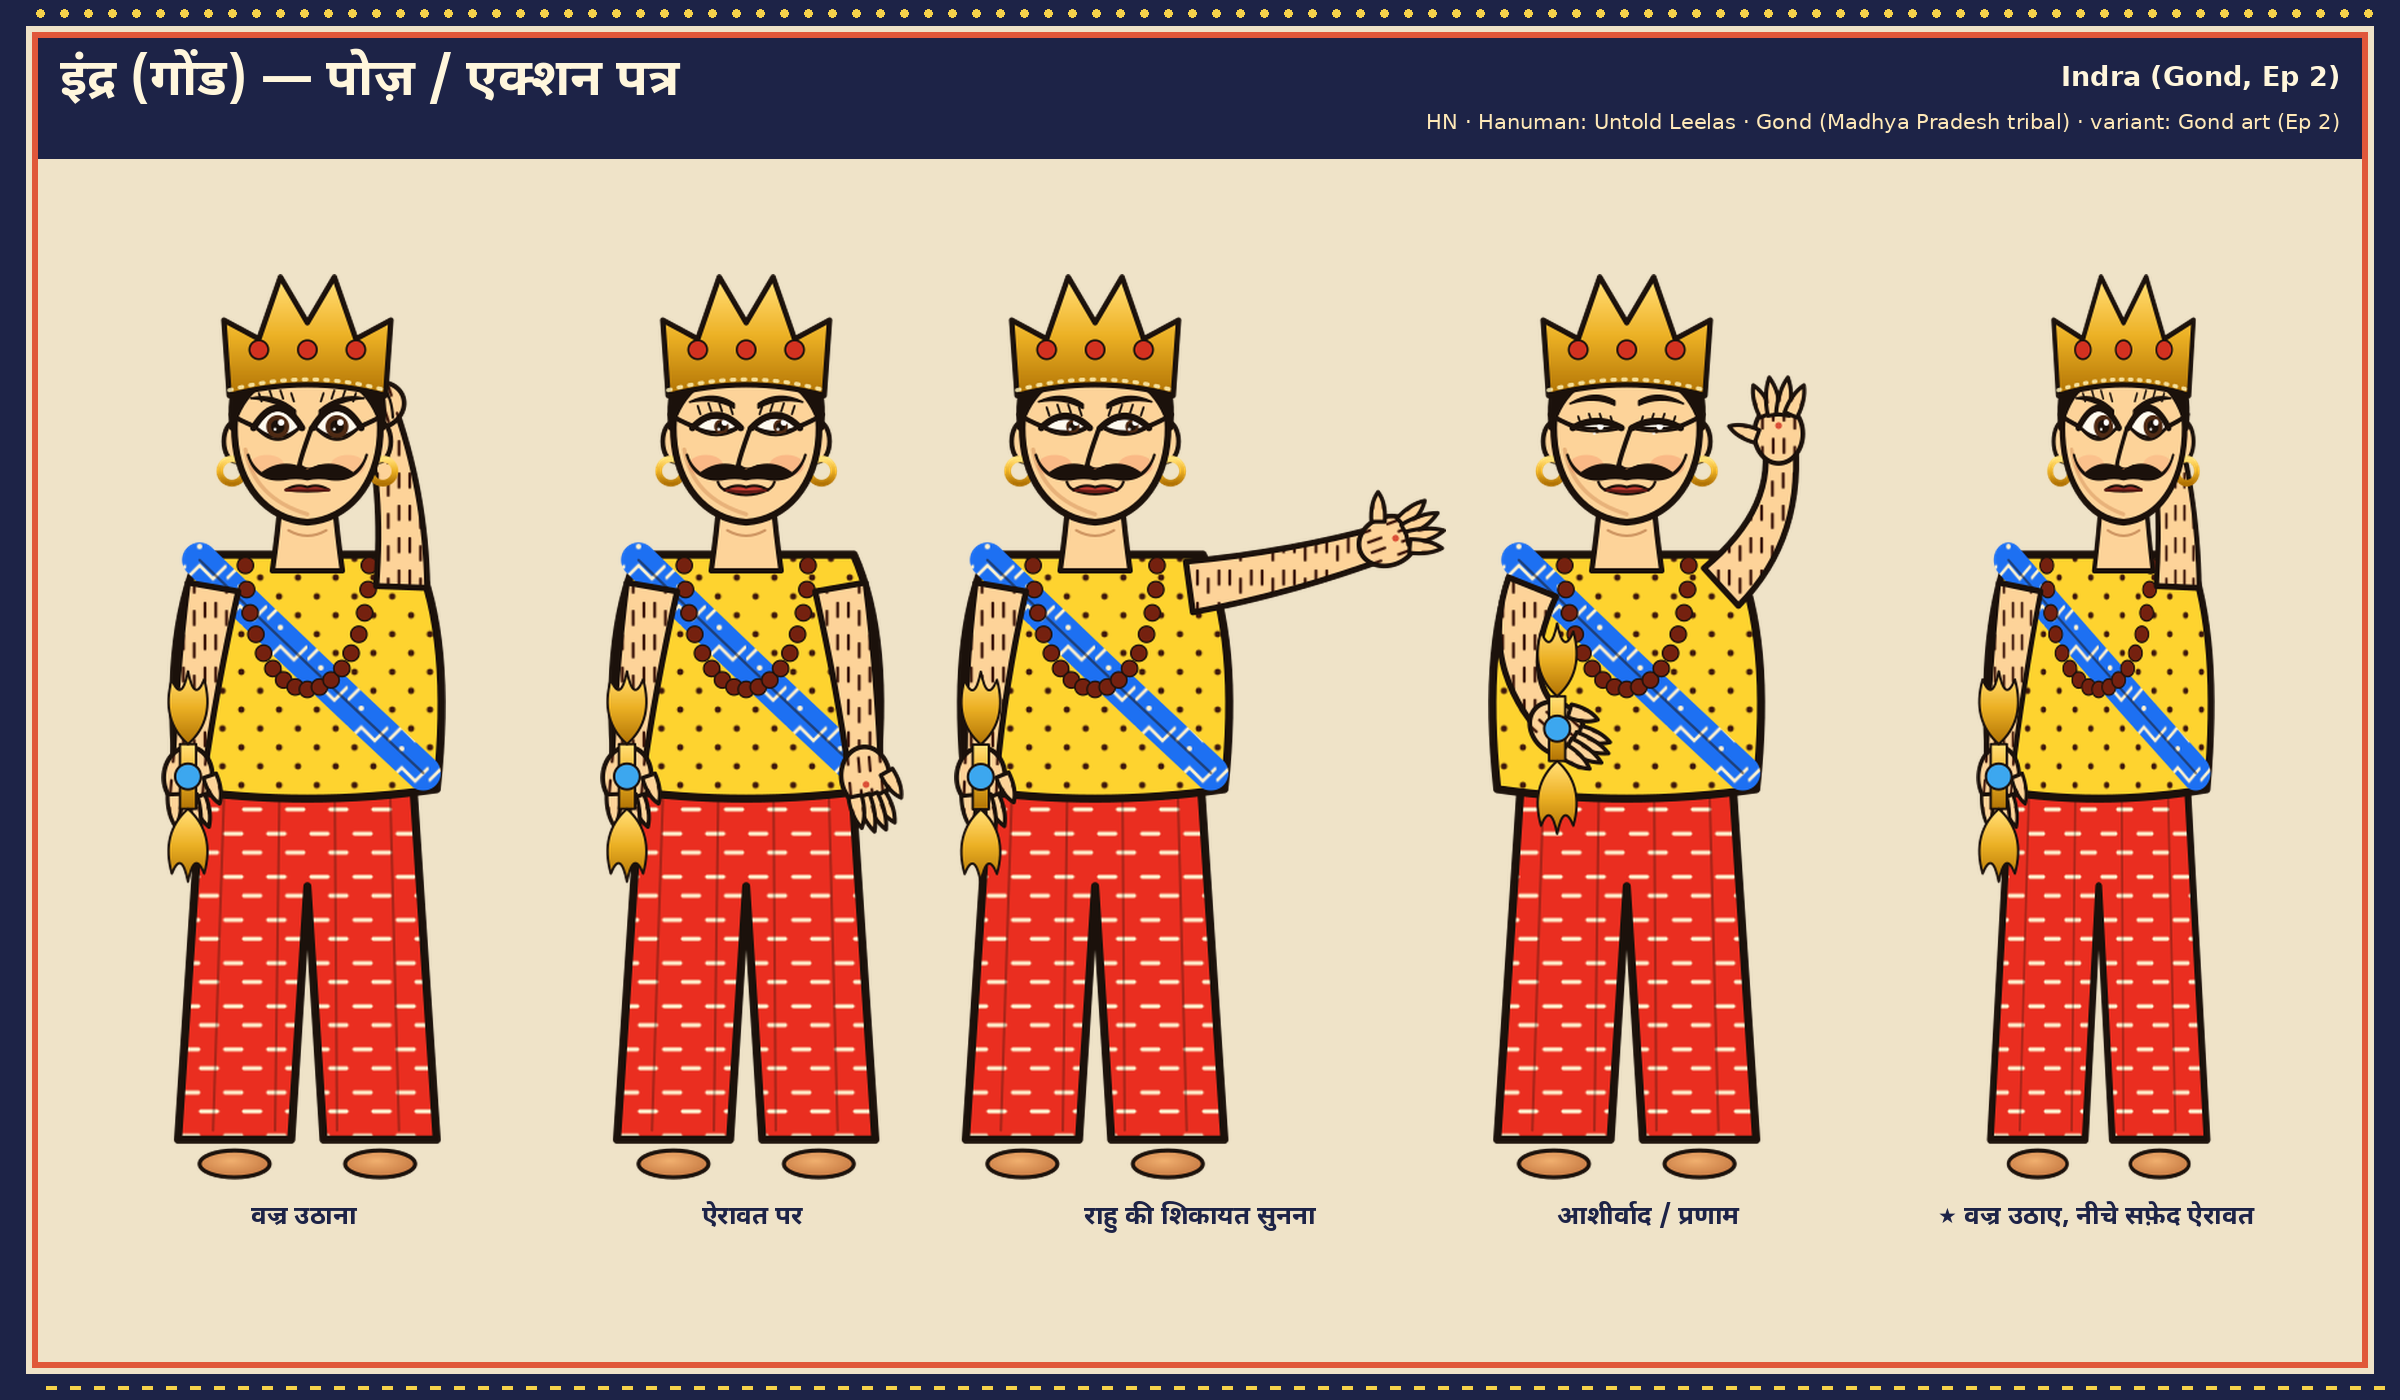 इंद्र (गोंड) — पोज़ / एक्शन पत्र
Indra (Gond, Ep 2)
HN · Hanuman: Untold Leelas · Gond (Madhya Pradesh tribal) · variant: Gond art (Ep 2)
वज्र उठाना
ऐरावत पर
राहु की शिकायत सुनना
आशीर्वाद / प्रणाम
★ वज्र उठाए, नीचे सफ़ेद ऐरावत